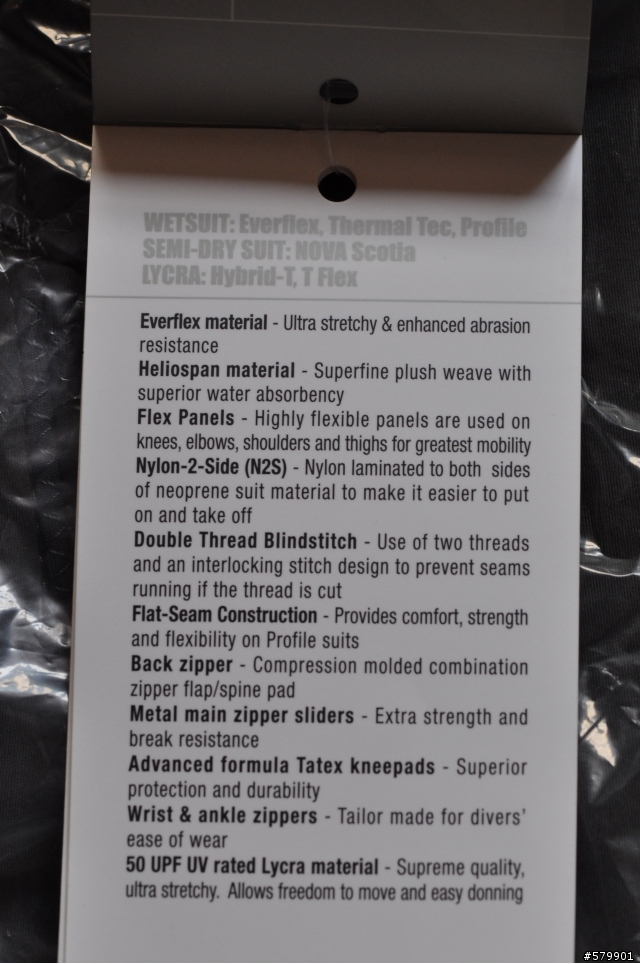 WETSUIT: Everflex, Thermal Tec, Profile
SEMI-DRY SUIT: NOVA Scotia
LYCRA: Hybrid-T, T Flex
Everflex material - Ultra stretchy & enhanced abrasion
resistance
Heliospan material - Superfine plush weave with
superior water absorbency
Flex Panels - Highly flexible panels are used on
knees, elbows, shoulders and thighs for greatest mobility
Nylon-2-Side (N2S) - Nylon laminated to both sides
of neoprene suit material to make it easier to put
on and take off
Double Thread Blindstitch - Use of two threads
and an interlocking stitch design to prevent seams
running if the thread is cut
Flat-Seam Construction - Provides comfort, strength
and flexibility on Profile suits
Back zipper - Compression molded combination
zipper flap/spine pad
Metal main zipper sliders - Extra strength and
break resistance
Advanced formula Tatex kneepads - Superior
protection and durability
Wrist & ankle zippers - Tailor made for divers'
ease of wear
50 UPF UV rated Lycra material - Supreme quality,
ultra stretchy. Allows freedom to move and easy donning
#579901